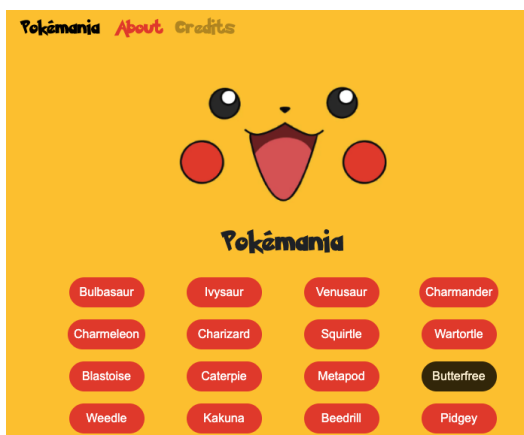 Pokémania About Credits
Pokémania
Bulbasaur Ivysaur Venusaur Charmander
Charmeleon Charizard Squirtle Wartortle
Blastoise Caterpie Metapod Butterfree
Weedle Kakuna Beedrill Pidgey